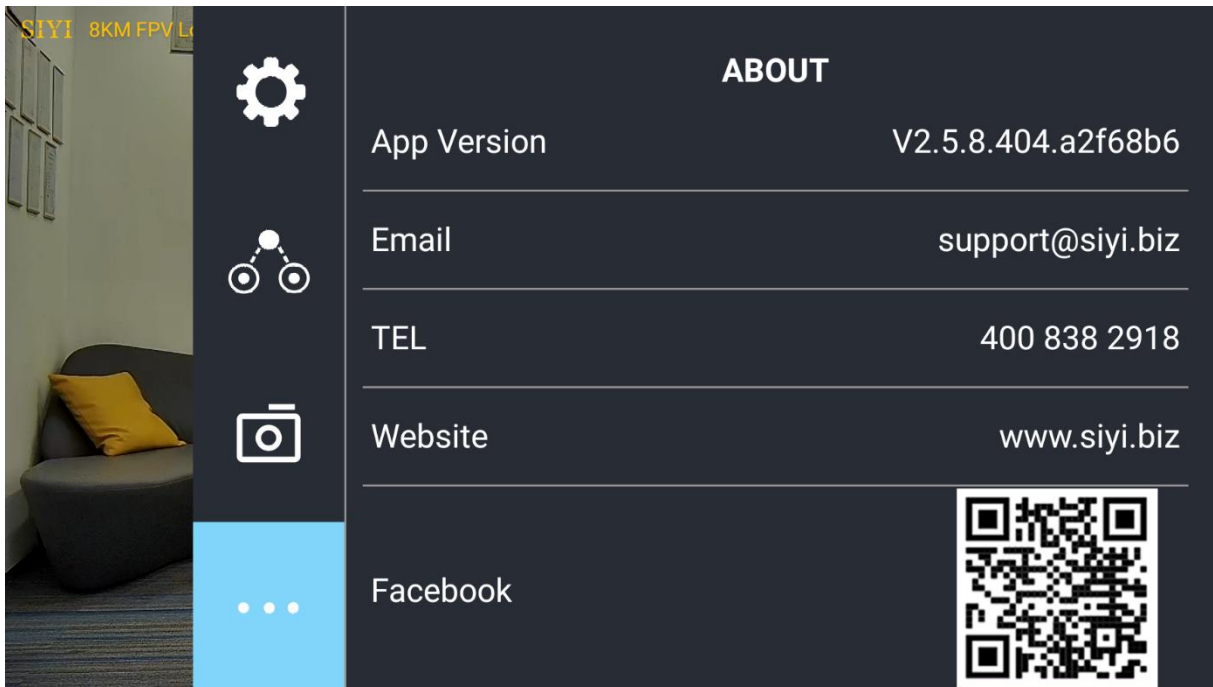 SIYI 8KM FPV
ABOUT
App Version V2.5.8.404.a2f68b6
Email support@siyi.biz
TEL 400 838 2918
Website www.siyi.biz
Facebook